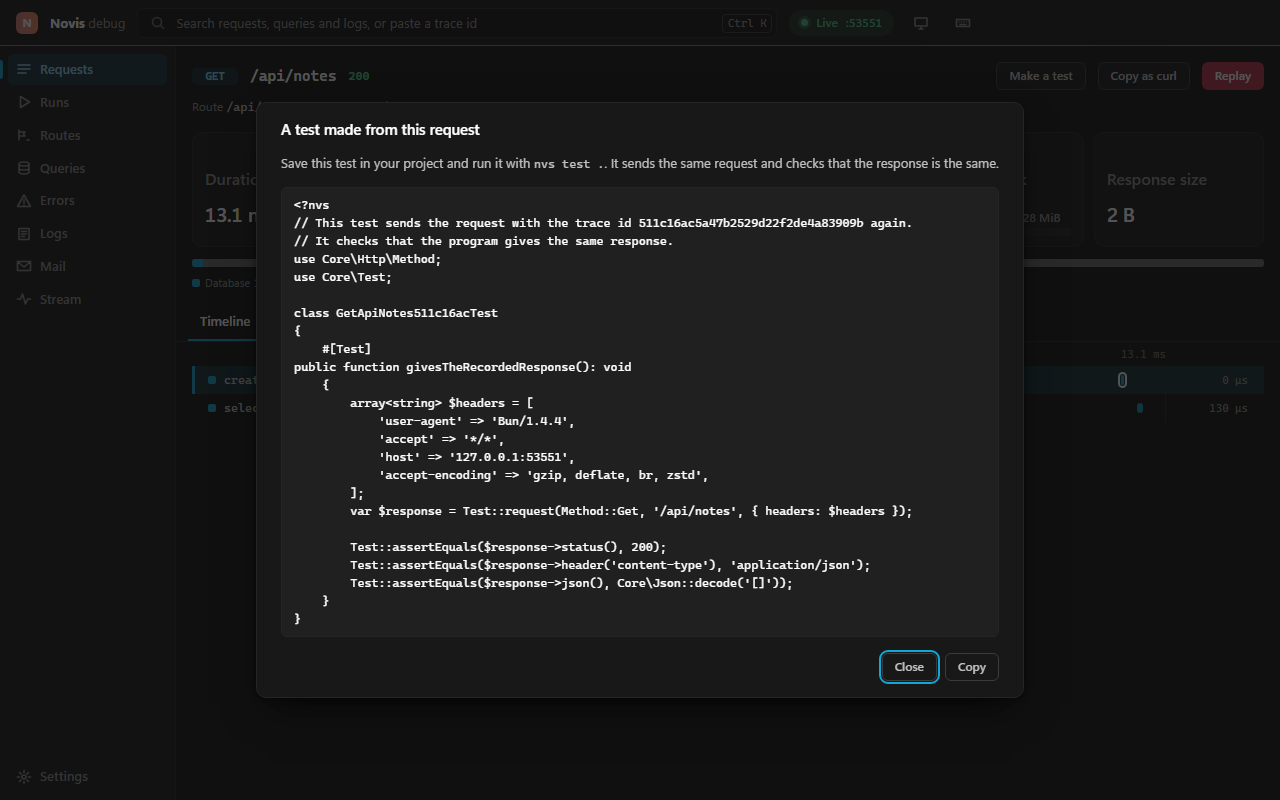 N Novis debug
Search requests, queries and logs, or paste a trace id
Ctrl K
Live :53551
Requests
Runs
Routes
Queries
Errors
Logs
Mail
Stream
Settings
GET /api/notes 200
Make a test
Copy as curl
Replay
Route
13.1
28 MiB
Response size
2 B
Database
Timeline
13.1 ms
0 µs
130 µs
A test made from this request
Save this test in your project and run it with nvs test .. It sends the same request and checks that the response is the same.
<?nvs
// This test sends the request with the trace id 511c16ac5a47b2529d22f2de4a83909b again.
// It checks that the program gives the same response.
use Core\Http\Method;
use Core\Test;
class GetApiNotes511c16acTest
{
    #[Test]
public function givesTheRecordedResponse(): void
    {
        array<string> $headers = [
            'user-agent' => 'Bun/1.4.4',
            'accept' => '*/*',
            'host' => '127.0.0.1:53551',
            'accept-encoding' => 'gzip, deflate, br, zstd',
        ];
        var $response = Test::request(Method::Get, '/api/notes', { headers: $headers });
        Test::assertEquals($response->status(), 200);
        Test::assertEquals($response->header('content-type'), 'application/json');
        Test::assertEquals($response->json(), Core\Json::decode('[]'));
    }
}
Close
Copy